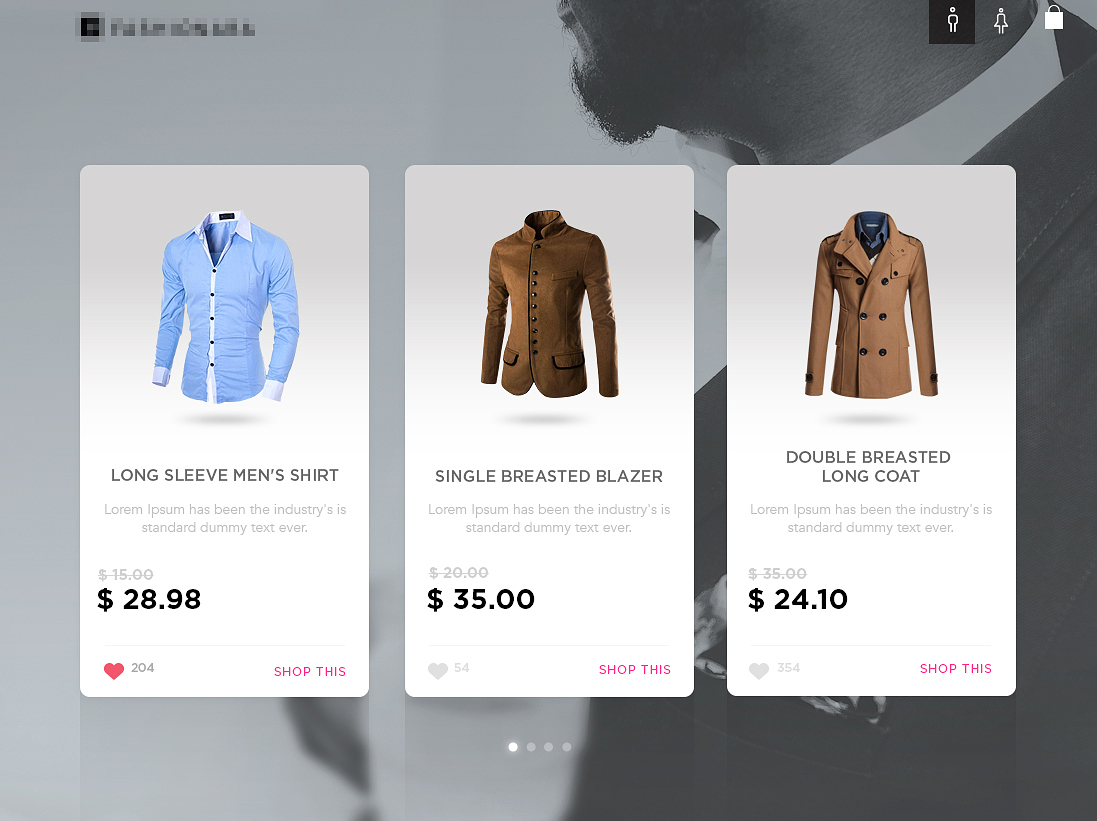 LONG SLEEVE MEN'S SHIRT
Lorem Ipsum has been the industry's is
standard dummy text ever.
$ 15.00
$ 28.98
204
SHOP THIS
SINGLE BREASTED BLAZER
Lorem Ipsum has been the industry's is
standard dummy text ever.
$ 20.00
$ 35.00
54
SHOP THIS
DOUBLE BREASTED
LONG COAT
Lorem Ipsum has been the industry's is
standard dummy text ever.
$ 35.00
$ 24.10
354
SHOP THIS